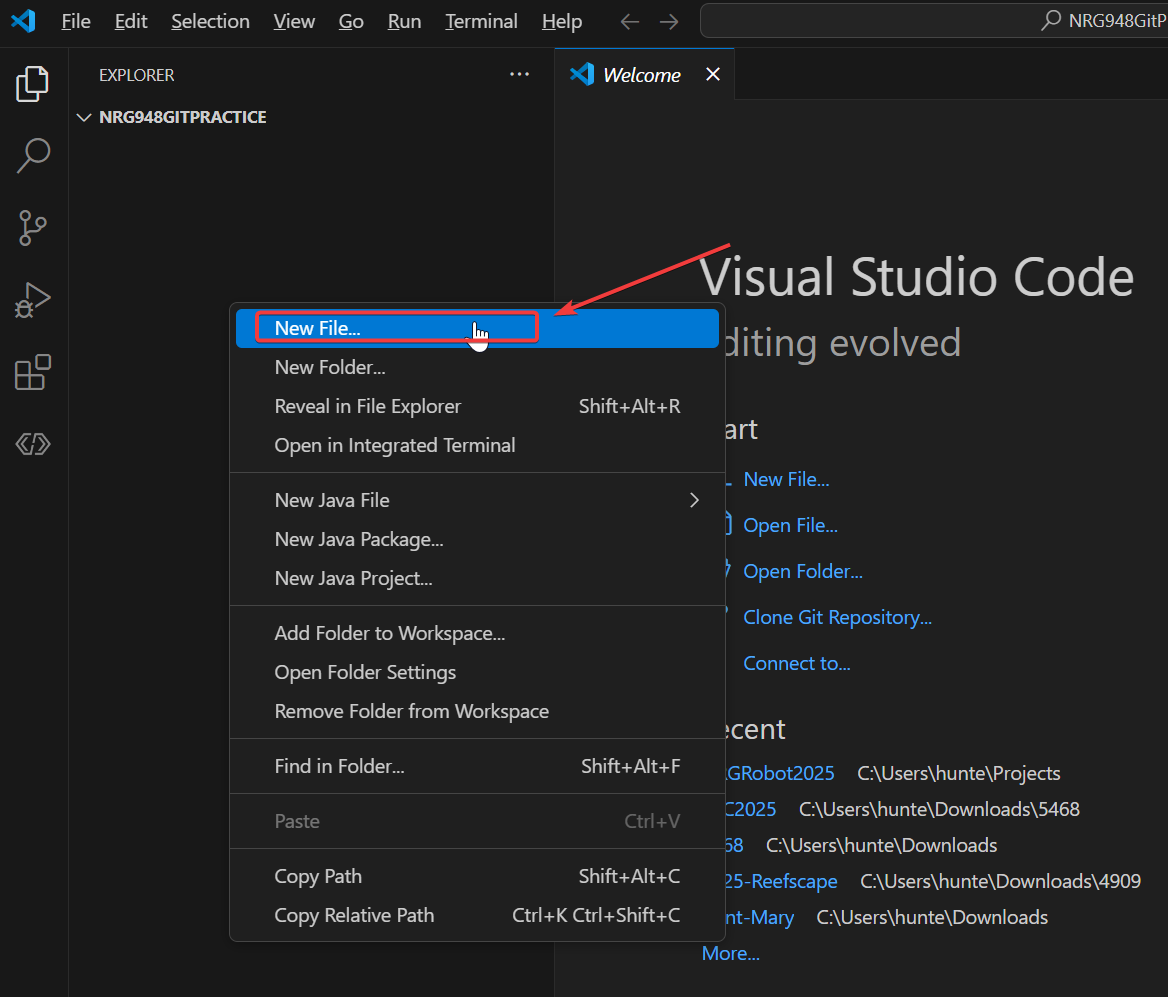 File Edit Selection View Go Run Terminal Help NRG948GitP
EXPLORER
Welcome
NRG948GITPRACTICE
Visual Studio Code
diting evolved
New File...
New Folder...
Reveal in File Explorer Shift+Alt+R
Open in Integrated Terminal
New Java File
New Java Package...
New Java Project...
Add Folder to Workspace...
Open Folder Settings
Remove Folder from Workspace
Find in Folder... Shift+Alt+F
Paste Ctrl+V
Copy Path Shift+Alt+C
Copy Relative Path Ctrl+K Ctrl+Shift+C
art
New File...
Open File...
Open Folder...
Clone Git Repository...
Connect to...
ecent
GRobot2025 C:\Users\hunte\Projects
C2025 C:\Users\hunte\Downloads\5468
68 C:\Users\hunte\Downloads
25-Reefscape C:\Users\hunte\Downloads\4909
nt-Mary C:\Users\hunte\Downloads
More...